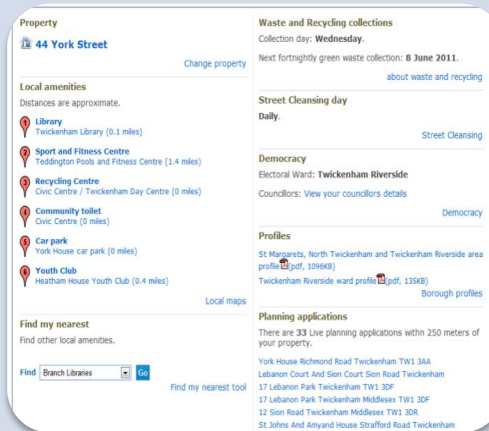 Property
44 York Street
Change property
Local amenities
Distances are approximate.
1
Library
Twickenham Library (0.1 miles)
2
Sport and Fitness Centre
Teddington Pools and Fitness Centre (1.4 miles)
3
Recycling Centre
Civic Centre / Twickenham Day Centre (0 miles)
4
Community toilet
Civic Centre (0 miles)
5
Car park
York House car park (0 miles)
6
Youth Club
Heatham House Youth Club (0.4 miles)
Local maps
Find my nearest
Find other local amenities.
Find Branch Libraries Go
Find my nearest tool
Waste and Recycling collections
Collection day: Wednesday.
Next fortnightly green waste collection: 8 June 2011.
about waste and recycling
Street Cleansing day
Daily.
Street Cleansing
Democracy
Electoral Ward: Twickenham Riverside
Councillors: View your councillors details
Democracy
Profiles
St Margarets, North Twickenham and Twickenham Riverside area
profile (pdf, 1096KB)
Twickenham Riverside ward profile (pdf, 135KB)
Borough profiles
Planning applications
There are 33 Live planning applications withn 250 meters of
your property.
York House Richmond Road Twickenham TW1 3AA
Lebanon Court And Sion Court Sion Road Twickenham
17 Lebanon Park Twickenham TW1 3DF
17 Lebanon Park Twickenham Middlesex TW1 3DF
12 Sion Road Twickenham Middlesex TW1 3DR
St Johns And Amyand House Strafford Road Twickenham